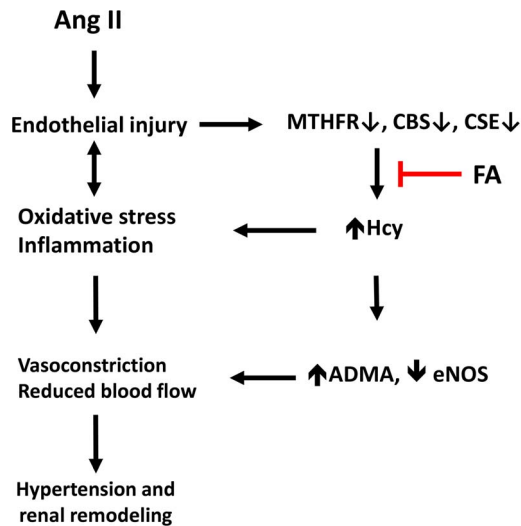 Ang II
Endothelial injury
MTHFR↓, CBS↓, CSE↓
FA
Oxidative stress
Inflammation
↑Hcy
Vasoconstriction
Reduced blood flow
↑ADMA, ↓ eNOS
Hypertension and
renal remodeling